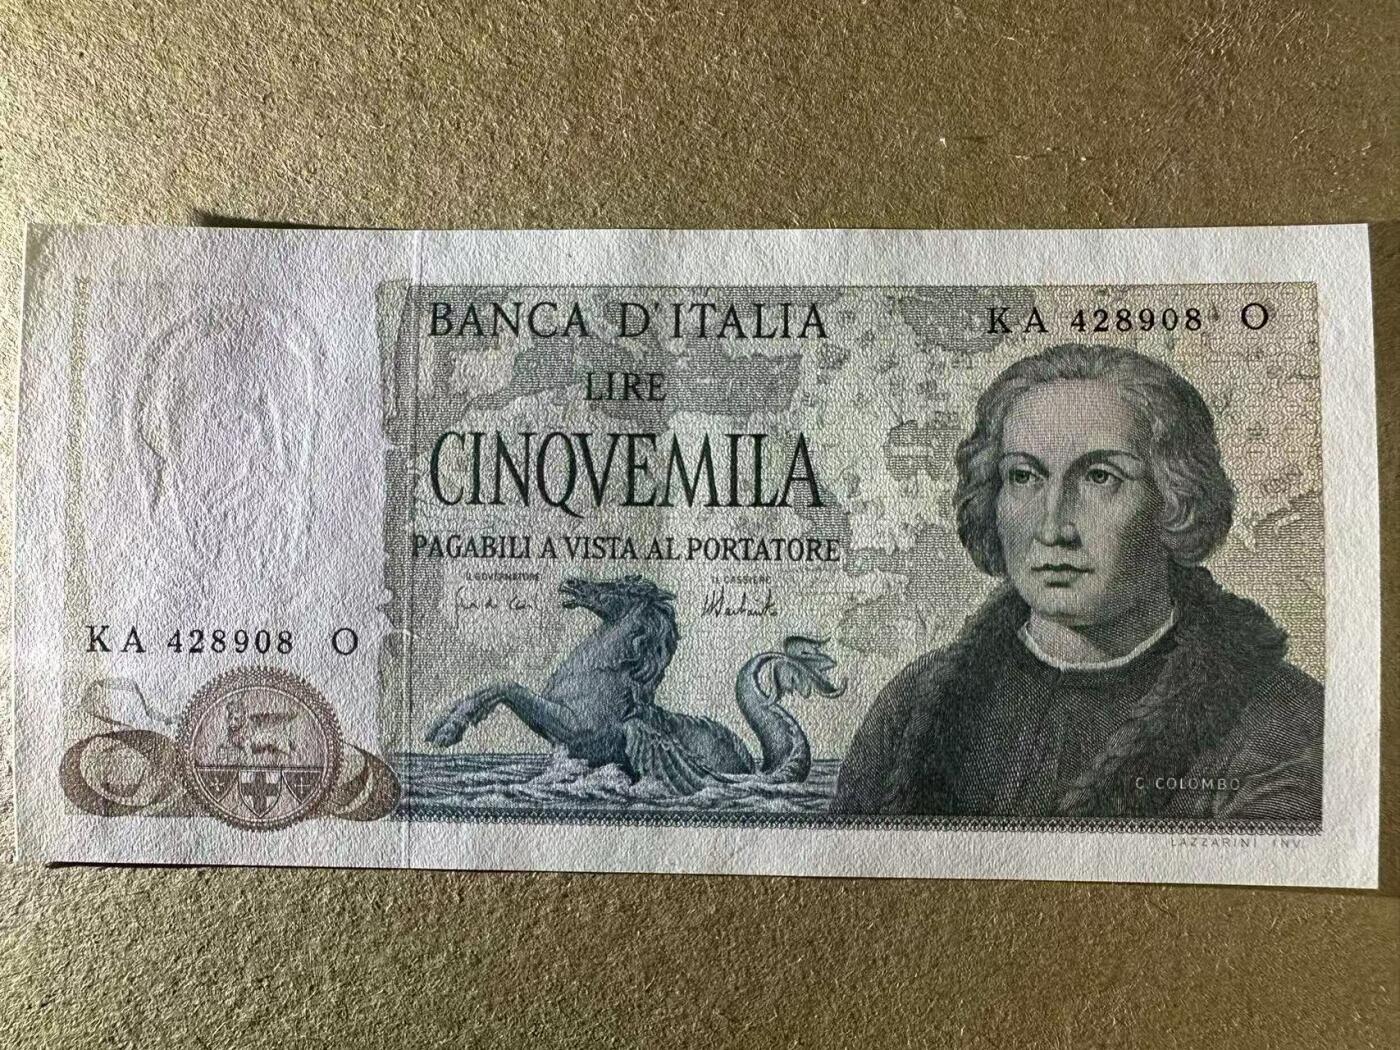 BANCA D'ITALIA
KA 428908 O
LIRE
CINQVEMILA
PAGABILI A VISTA AL PORTATORE
IL GOVERNATORE
IL CASSIERE
KA 428908 O
C. COLOMBO
LAZZARINI INV.